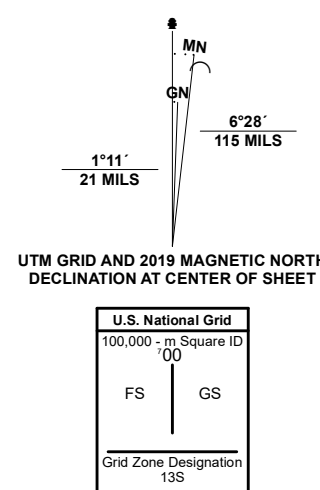 MN
GN
6°28´
115 MILS
1°11´
21 MILS
UTM GRID AND 2019 MAGNETIC NORTH
DECLINATION AT CENTER OF SHEET
U.S. National Grid
100,000 - m Square ID
⁷00
FS GS
Grid Zone Designation
13S